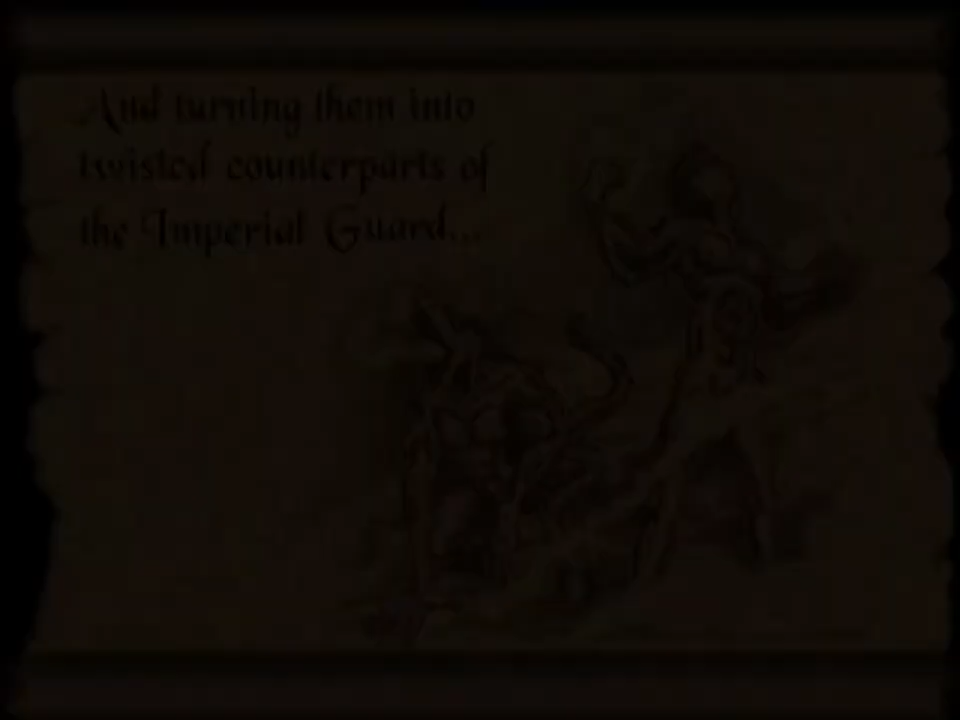 And turning them into
twisted counterparts of
the Imperial Guard...